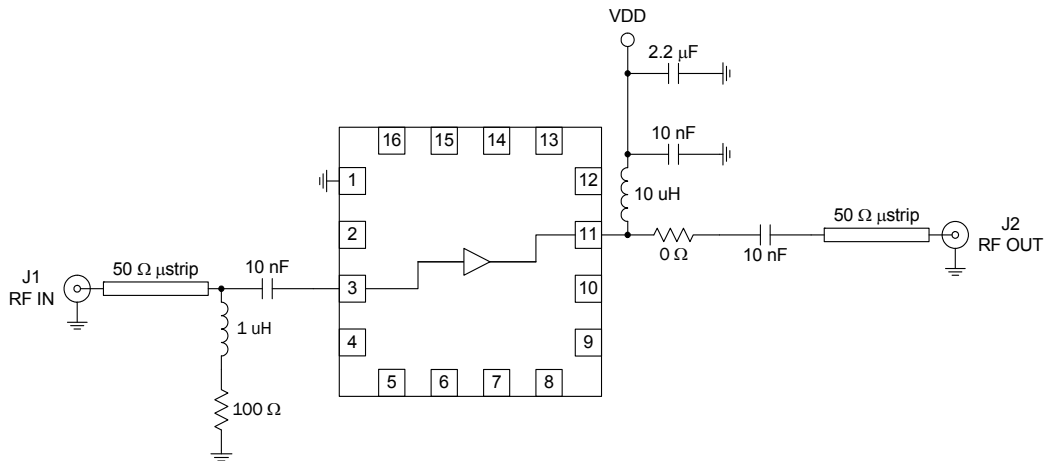 VDD
2.2 μF
16
15
14
13
10 nF
1
12
10 uH
2
11
50 Ω μstrip
J2
RF OUT
0 Ω
10 nF
J1
RF IN
50 Ω μstrip
10 nF
3
10
1 uH
4
9
5
6
7
8
100 Ω